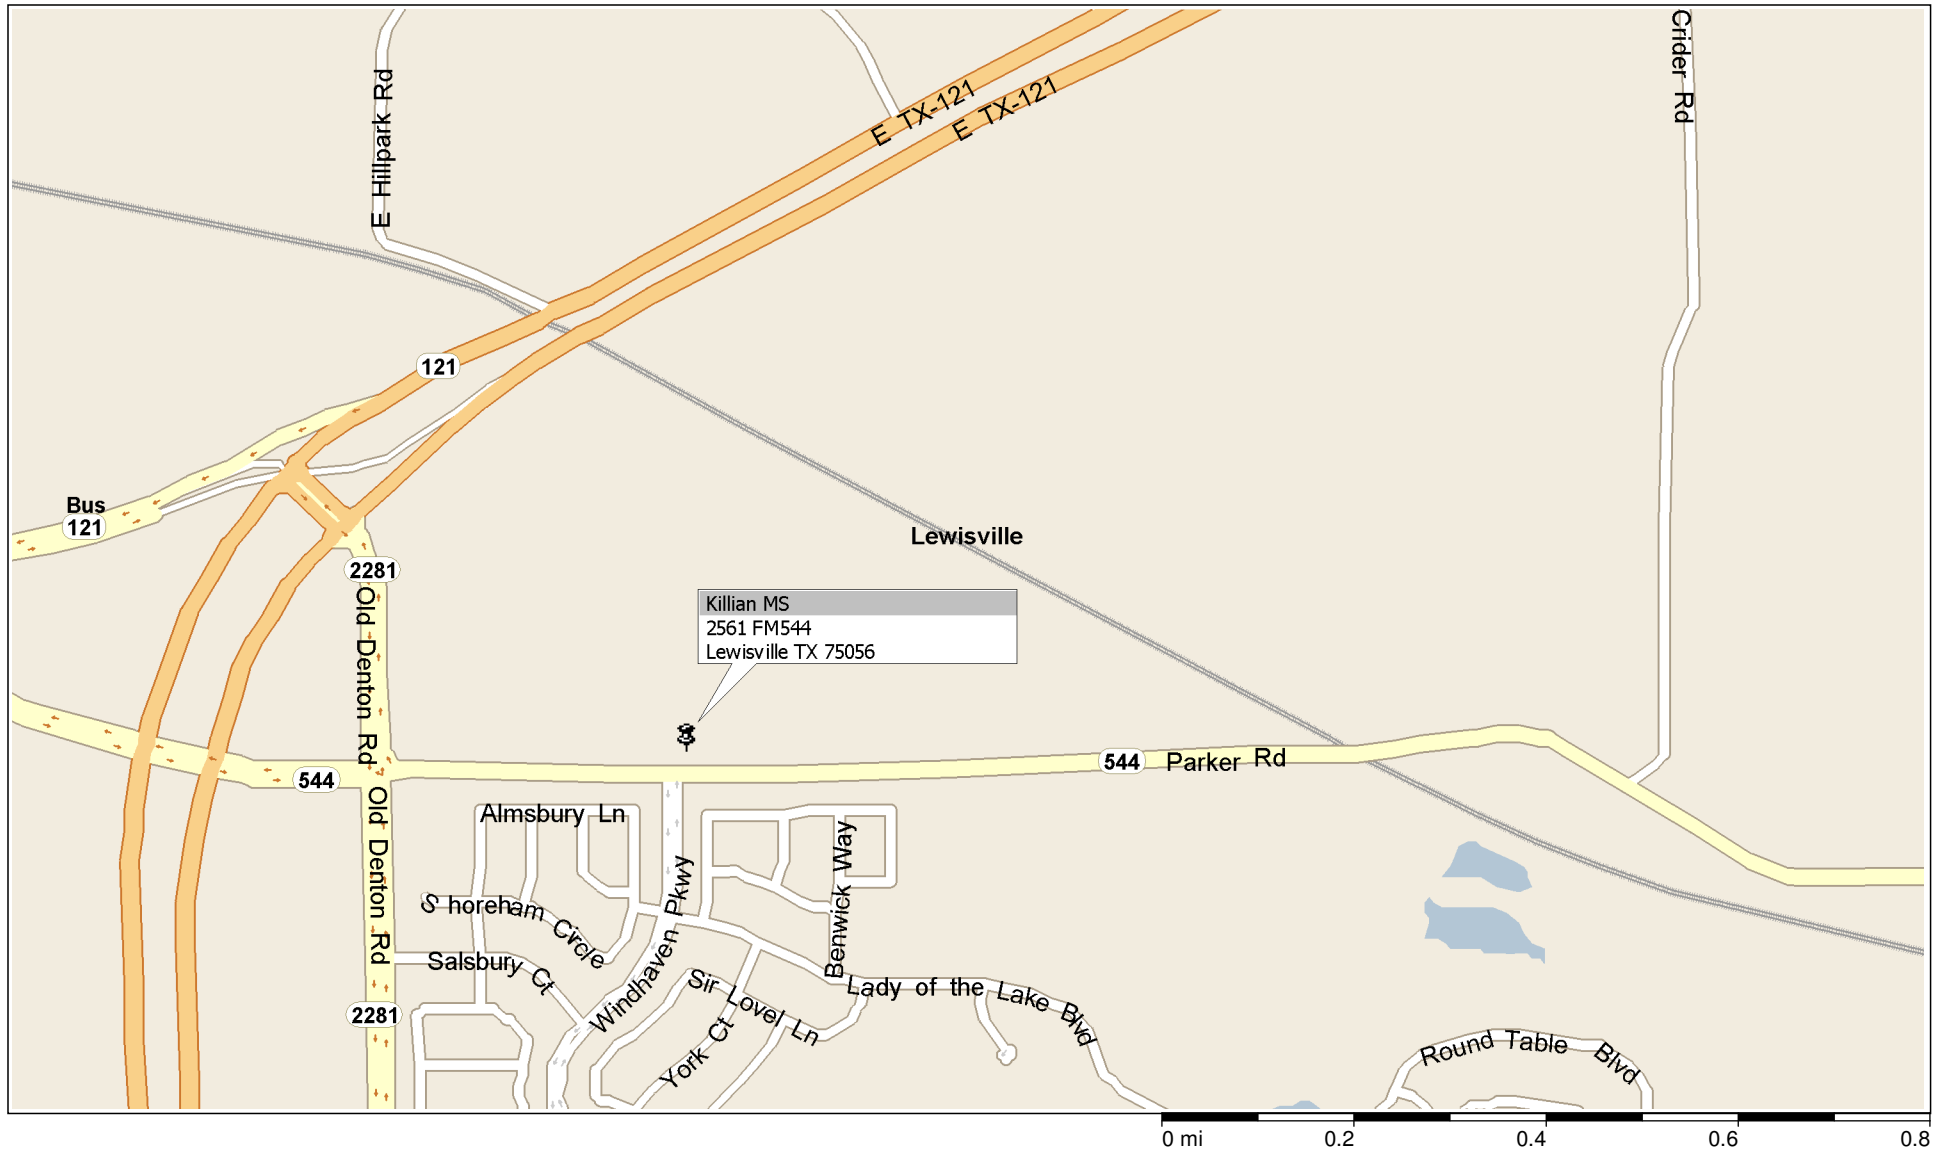 Crider Rd
E Hillpark Rd
E TX-121
E TX-121
121
Bus
121
Lewisville
2281
Killian MS
2561 FM544
Lewisville TX 75056
Old Denton Rd
544
Parker Rd
544
Old Denton Rd
Almsbury Ln
Benwick Way
Windhaven Pkwy
Shoreham Circle
Salsbury Ct
Sir Lovel Ln
Lady of the Lake Blvd
2281
York Ct
Round Table Blvd
0 mi 0.2 0.4 0.6 0.8